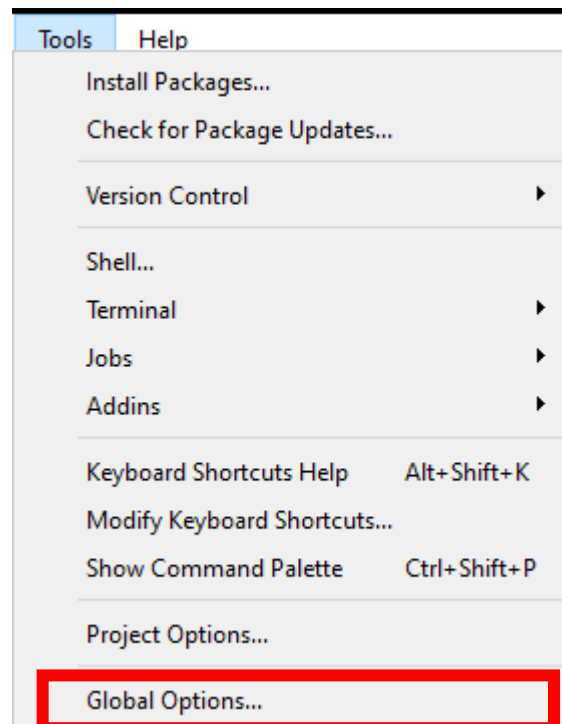 Tools Help
Install Packages...
Check for Package Updates...
Version Control
Shell...
Terminal
Jobs
Addins
Keyboard Shortcuts Help Alt+Shift+K
Modify Keyboard Shortcuts...
Show Command Palette Ctrl+Shift+P
Project Options...
Global Options...